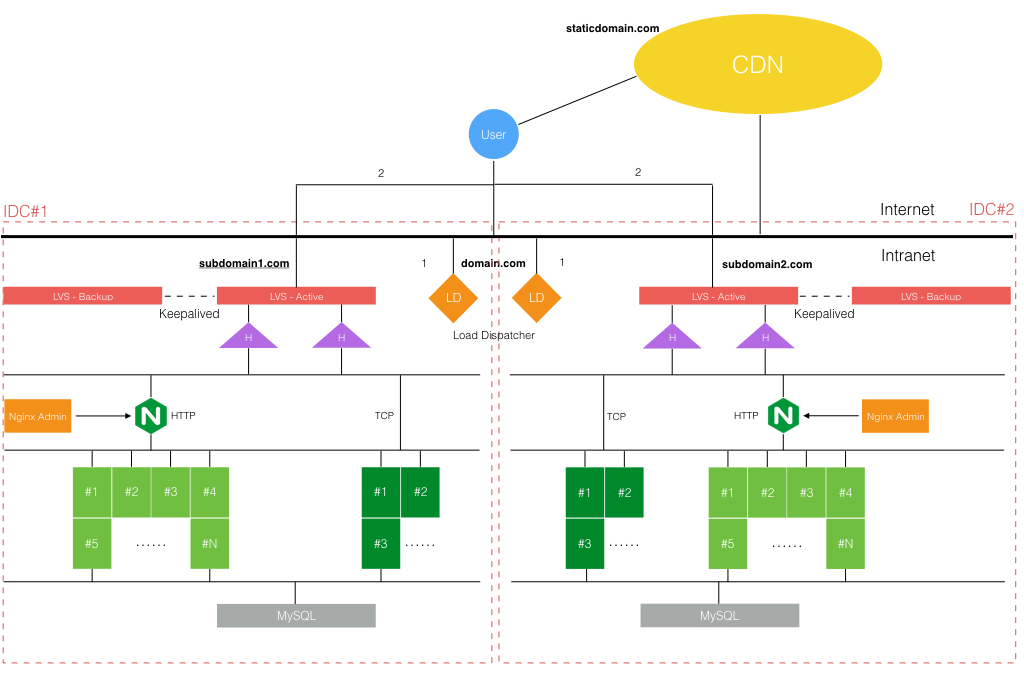 staticdomain.com
CDN
User
2
2
IDC#1
Internet
IDC#2
Intranet
subdomain1.com
1
domain.com
1
subdomain2.com
LVS - Backup
LVS - Active
LD
LD
LVS - Active
LVS - Backup
Keepalived
Keepalived
H
H
Load Dispatcher
H
H
Nginx Admin
N
HTTP
TCP
TCP
HTTP
N
Nginx Admin
#1
#2
#3
#4
#1
#2
#1
#2
#1
#2
#3
#4
#5
......
#N
#3
......
#3
......
#5
......
#N
MySQL
MySQL